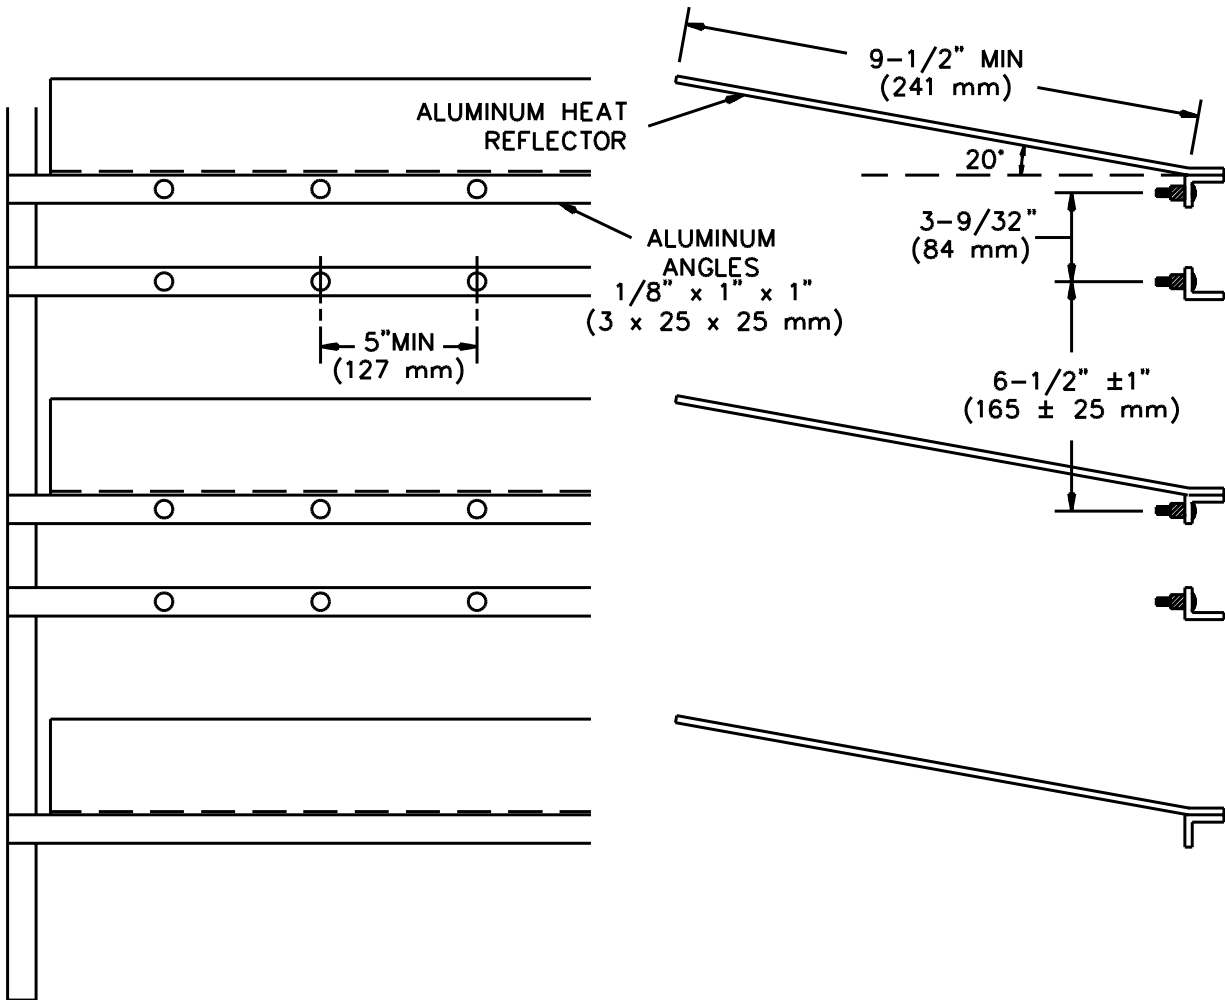 9-1/2" MIN
(241 mm)
ALUMINUM HEAT
REFLECTOR
20°
3-9/32"
(84 mm)
ALUMINUM
ANGLES
1/8" x 1" x 1"
(3 x 25 x 25 mm)
5"MIN
(127 mm)
6-1/2" ±1"
(165 ± 25 mm)